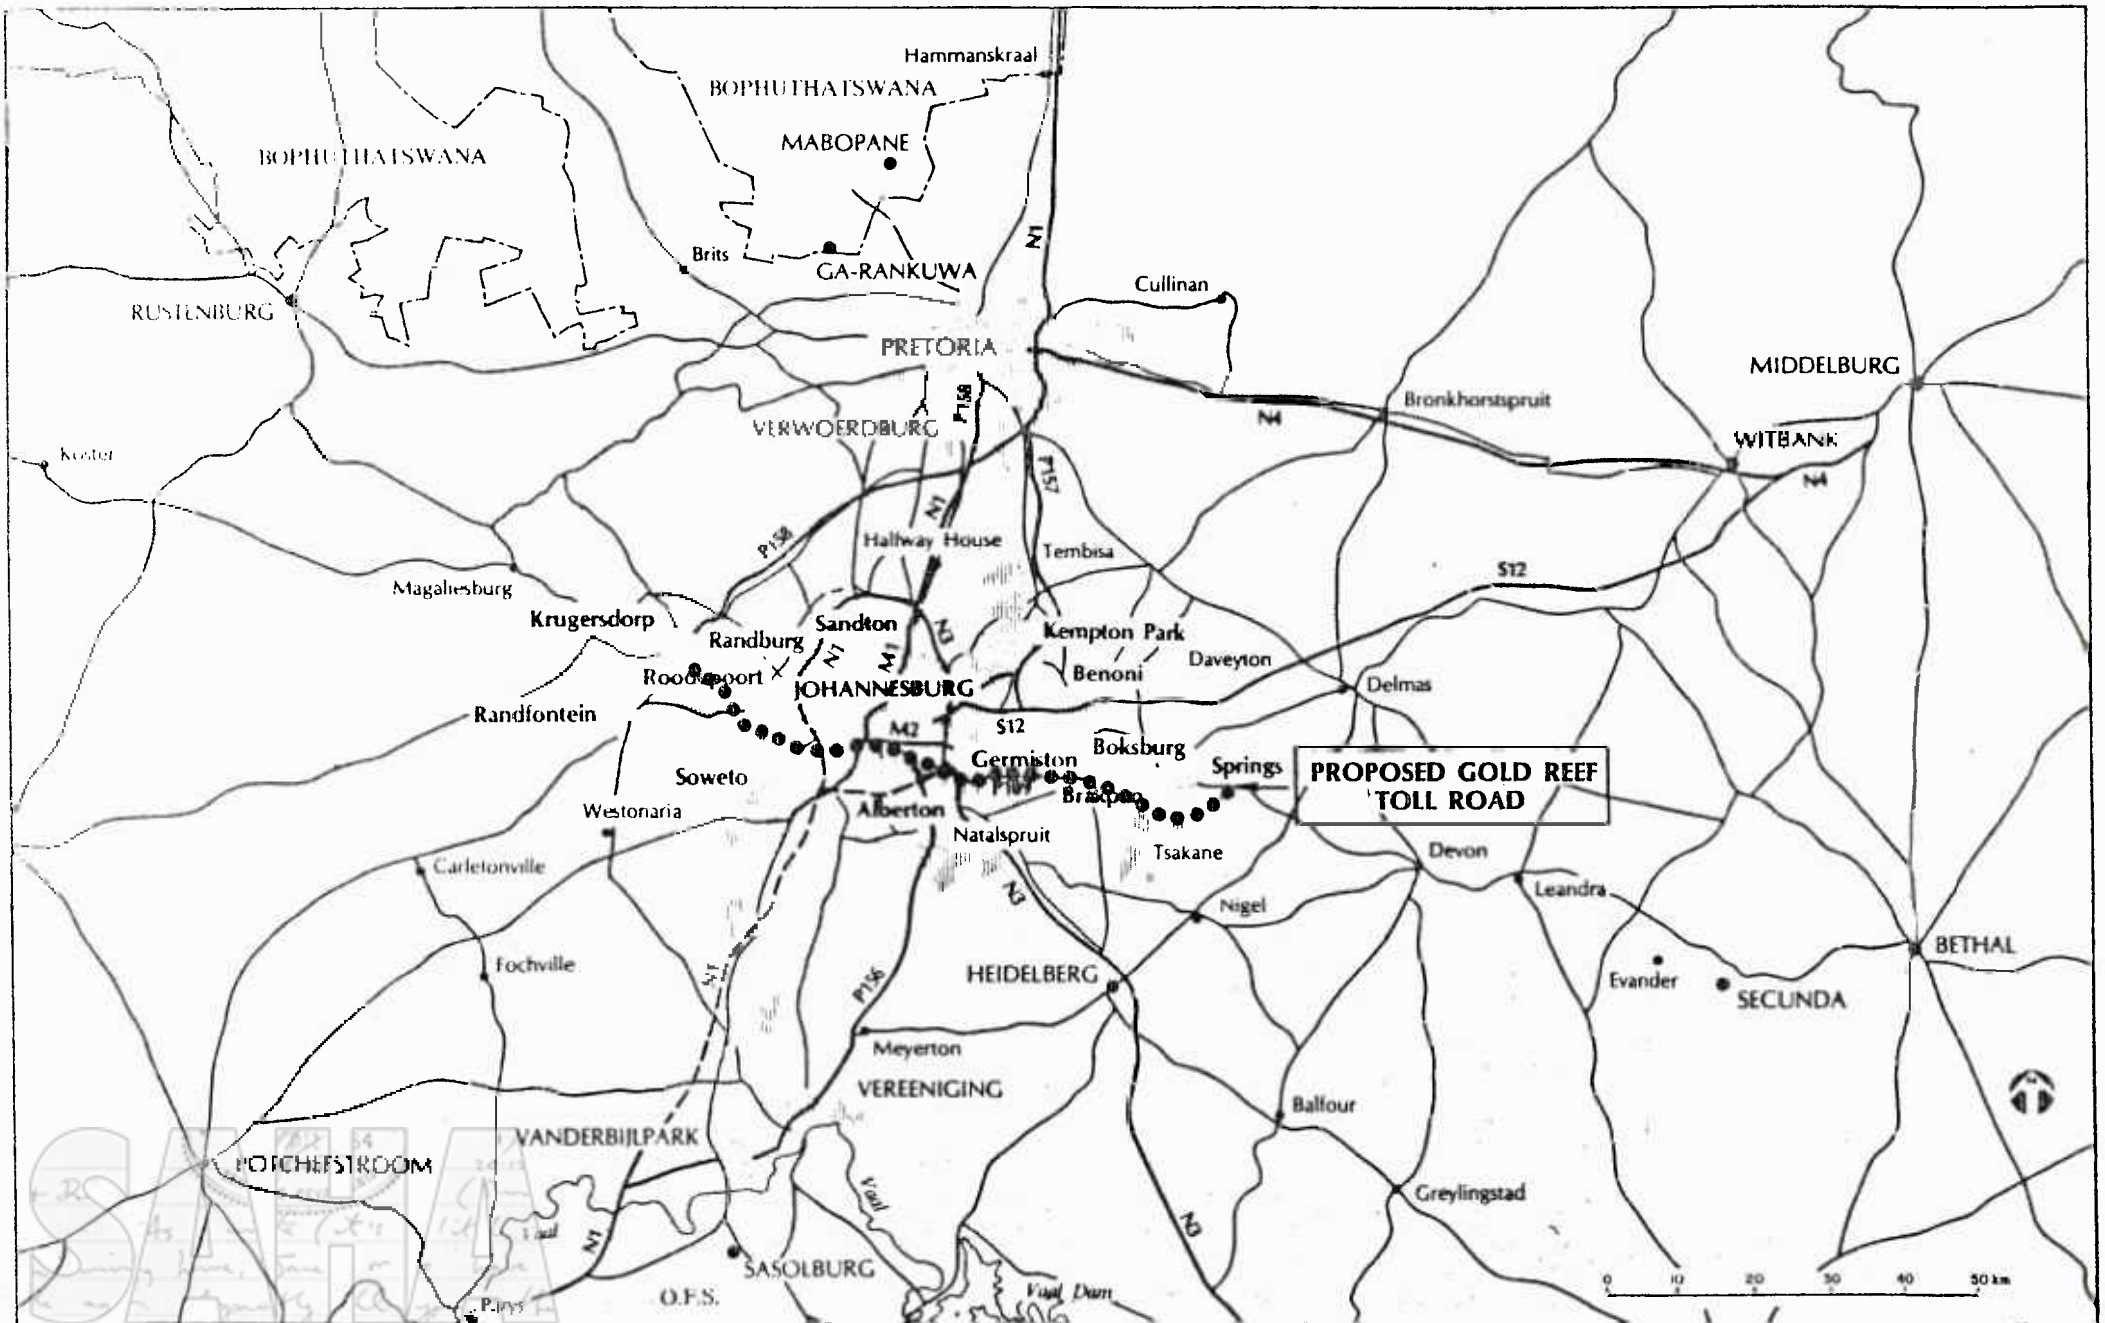 Hammanskraal
BOPHUTHATSWANA
MABOPANE
BOPHUTHATSWANA
N1
Brits
GA-RANKUWA
Cullinan
RUSTENBURG
PRETORIA
MIDDELBURG
P158
Bronkhorstspruit
N4
VERWOERDBURG
WITBANK
Koster
P157
N4
N1
P158
Halfway House
Tembisa
S12
Magaliesburg
Krugersdorp
Sandton
Randburg
N3
Kempton Park
N1
M1
Daveyton
Roodepoort
Benoni
JOHANNESBURG
Delmas
Randfontein
M2
S12
Boksburg
Germiston
Springs
PROPOSED GOLD REEF
TOLL ROAD
Soweto
Brakpan
Westonaria
Alberton
Natalspruit
Tsakane
Devon
Carletonville
Leandra
N3
Nigel
BETHAL
Fochville
HEIDELBERG
N1
Evander
P156
SECUNDA
Meyerton
VEREENIGING
Balfour
VANDERBIJLPARK
POTCHEFSTROOM
Greylingstad
Vaal
Vaal
N1
N3
SASOLBURG
O.F.S.
Vaal Dam
Parys
0 10 20 30 40 50 km
SAHA